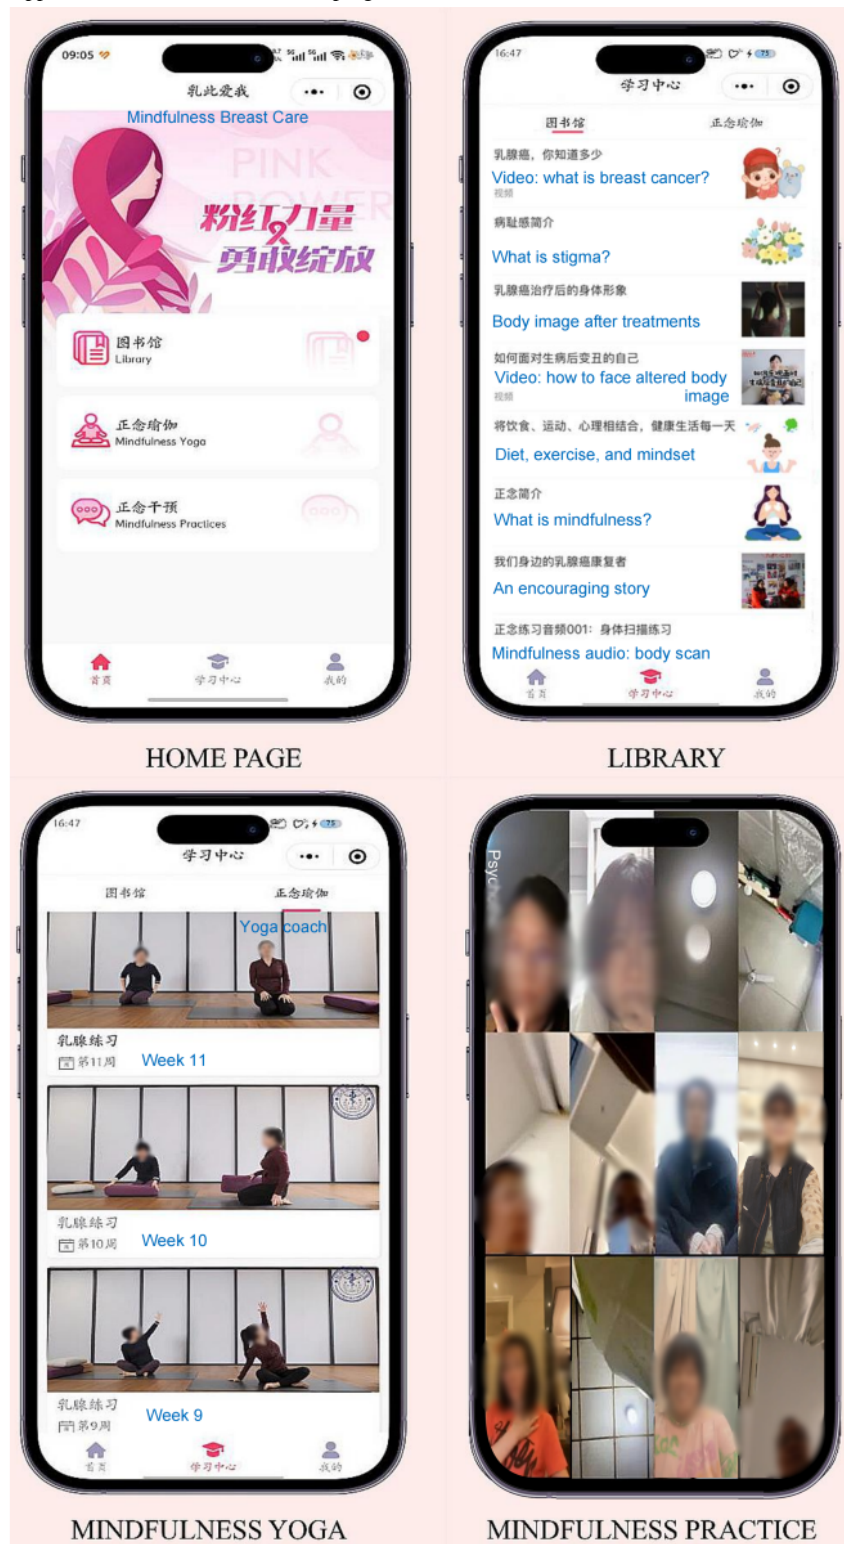 09:05
乳此爱我
Mindfulness Breast Care
PINK
POWER
粉红力量
勇敢绽放
图书馆
Library
正念瑜伽
Mindfulness Yoga
正念干预
Mindfulness Practices
首页
学习中心
我的
HOME PAGE
16:47
75
学习中心
图书馆
正念瑜伽
乳腺癌，你知道多少
Video: what is breast cancer?
视频
病耻感简介
What is stigma?
乳腺癌治疗后的身体形象
Body image after treatments
如何面对生病后变丑的自己
Video: how to face altered body
image
视频
将饮食、运动、心理相结合，健康生活每一天
Diet, exercise, and mindset
正念简介
What is mindfulness?
我们身边的乳腺癌康复者
An encouraging story
正念练习音频001：身体扫描练习
Mindfulness audio: body scan
首页
学习中心
我的
LIBRARY
16:47
75
学习中心
图书馆
正念瑜伽
Yoga coach
乳腺练习
第11周
Week 11
乳腺练习
第10周
Week 10
乳腺练习
第9周
Week 9
首页
学习中心
我的
MINDFULNESS YOGA
MINDFULNESS PRACTICE